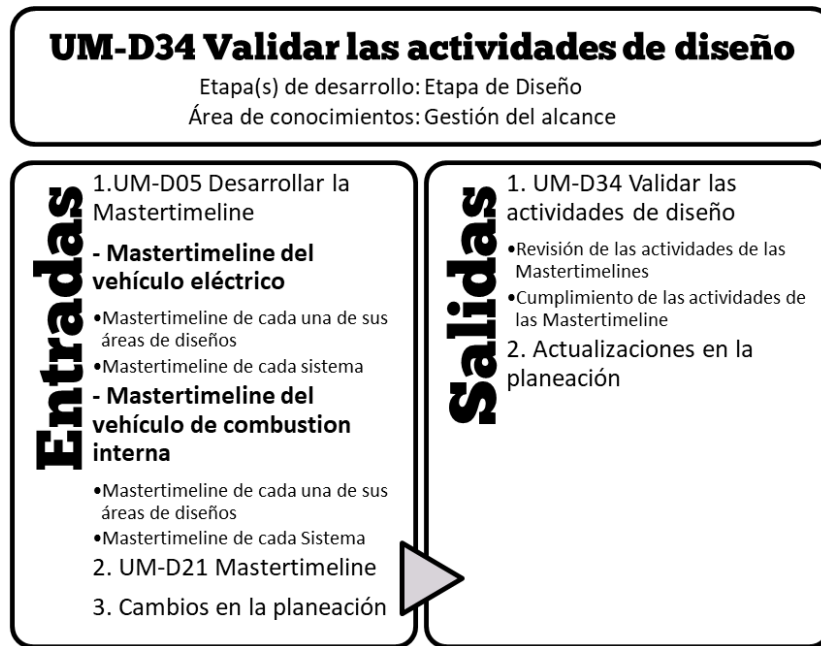 UM-D34 Validar las actividades de diseño
Etapa(s) de desarrollo: Etapa de Diseño
Área de conocimientos: Gestión del alcance
Entradas
1.UM-D05 Desarrollar la
Mastertimeline
- Mastertimeline del
vehículo eléctrico
•Mastertimeline de cada una de sus
áreas de diseños
•Mastertimeline de cada sistema
- Mastertimeline del
vehículo de combustion
interna
•Mastertimeline de cada una de sus
áreas de diseños
•Mastertimeline de cada Sistema
2. UM-D21 Mastertimeline
3. Cambios en la planeación
Salidas
1. UM-D34 Validar las
actividades de diseño
•Revisión de las actividades de las
Mastertimelines
•Cumplimiento de las actividades de
las Mastertimeline
2. Actualizaciones en la
planeación